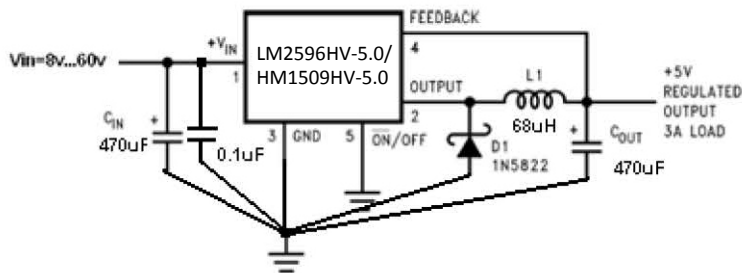 FEEDBACK
4
+VIN
LM2596HV-5.0/
HM1509HV-5.0
Vin=8v...60v
1
OUTPUT
2
L1
68uH
+5V
REGULATED
OUTPUT
3A LOAD
CIN
+
470uF
0.1uF
3
GND
5
ON/OFF
D1
1N5822
+
COUT
470uF